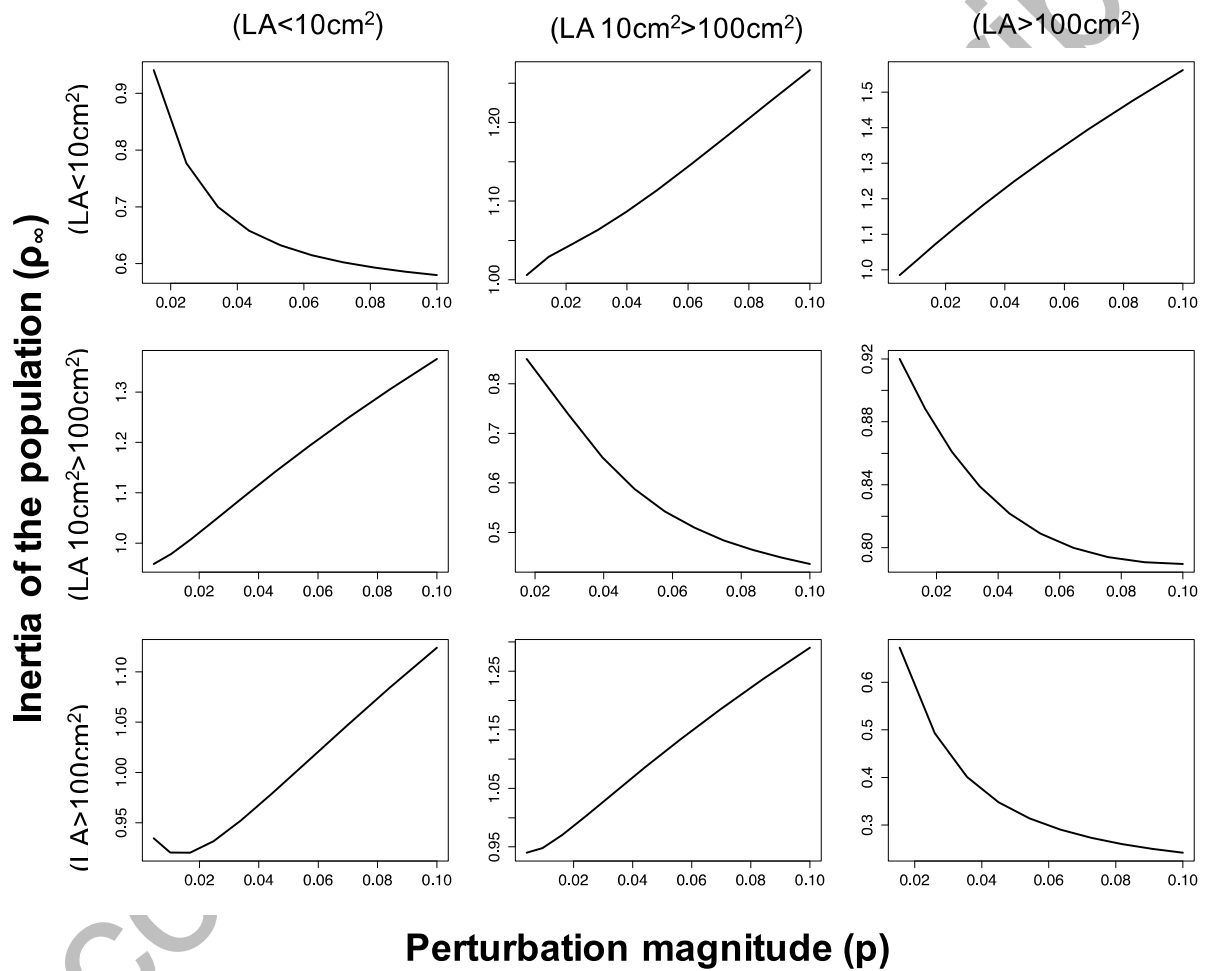 (LA<10cm²)
(LA 10cm²>100cm²)
(LA>100cm²)
Inertia of the population (ρ∞)
(LA<10cm²)
0.6 0.7 0.8 0.9
0.02 0.04 0.06 0.08 0.10
1.00 1.10 1.20
0.02 0.04 0.06 0.08 0.10
1.0 1.1 1.2 1.3 1.4 1.5
0.02 0.04 0.06 0.08 0.10
(LA 10cm²>100cm²)
1.0 1.1 1.2 1.3
0.02 0.04 0.06 0.08 0.10
0.5 0.6 0.7 0.8
0.02 0.04 0.06 0.08 0.10
0.80 0.84 0.88 0.92
0.02 0.04 0.06 0.08 0.10
(LA>100cm²)
0.95 1.00 1.05 1.10
0.02 0.04 0.06 0.08 0.10
0.95 1.05 1.15 1.25
0.02 0.04 0.06 0.08 0.10
0.3 0.4 0.5 0.6
0.02 0.04 0.06 0.08 0.10
Perturbation magnitude (p)